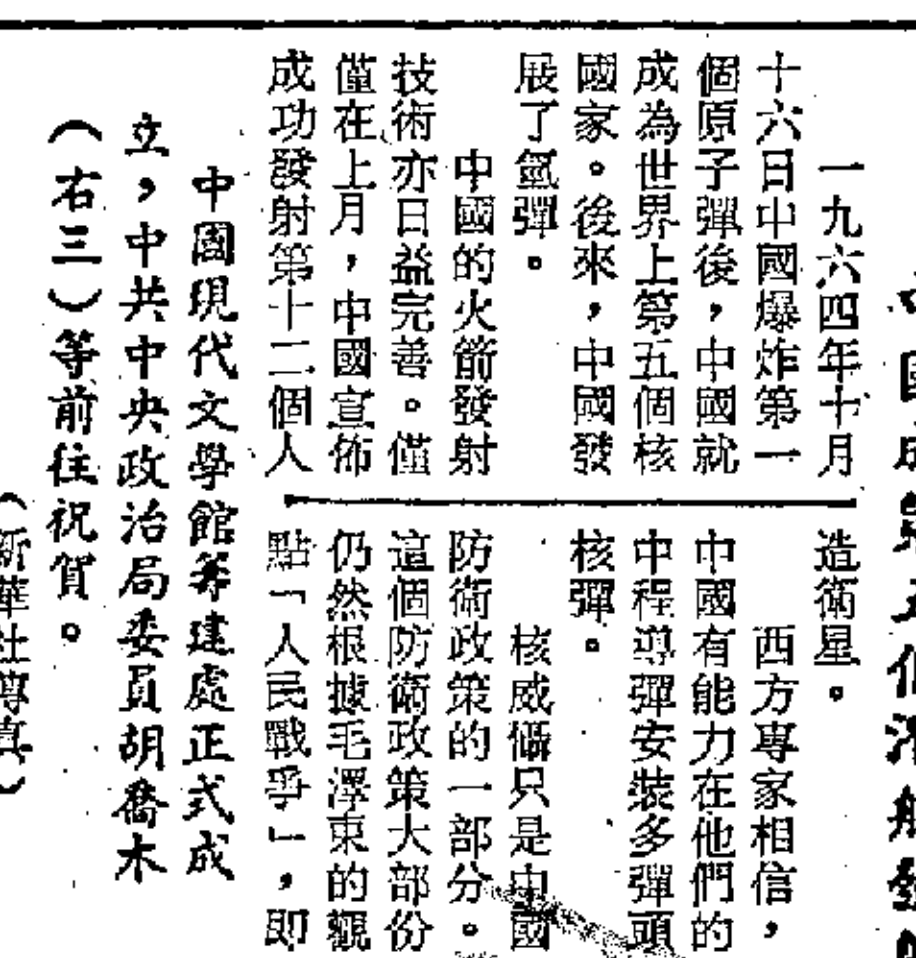 一九六四年十月
十六日中國爆炸第一
個原子彈後，中國就
成為世界上第五個核
國家。後來，中國發
展了氫彈。
中國的火箭發射
技術亦日益完善。僅
僅在上月，中國宣佈
成功發射第十二個人
造衛星。
西方專家相信，
中國有能力在他們的
中程導彈安裝多彈頭
核彈。
核威懾只是中國
防衛政策的一部分。
這個防衛政策大部份
仍然根據毛澤東的觀
點「人民戰爭」，即
中國現代文學館筹建處正式成
立，中共中央政治局委員胡喬木
（右三）等前往祝賀。
（新華社傳真）